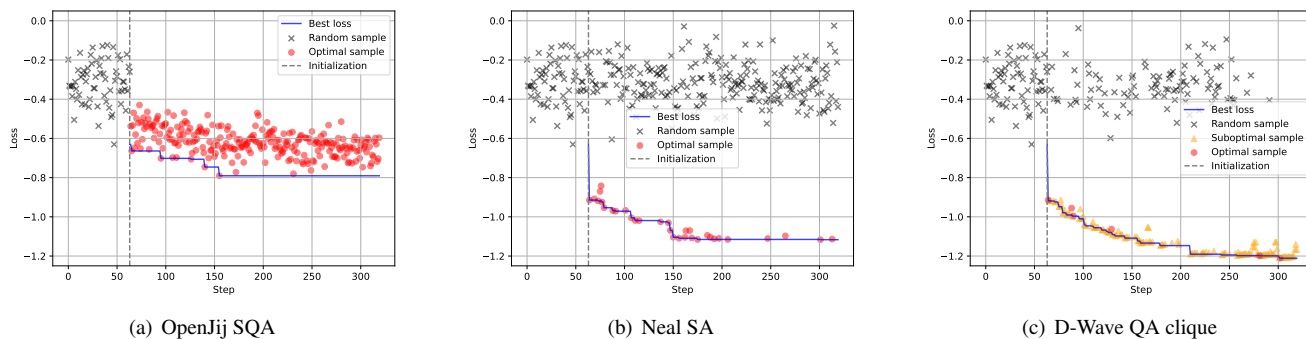 0.0
−0.2
−0.4
−0.6
−0.8
−1.0
−1.2
Loss
0 50 100 150 200 250 300
Step
Best loss
Random sample
Optimal sample
Initialization
(a) OpenJij SQA
0.0
−0.2
−0.4
−0.6
−0.8
−1.0
−1.2
Loss
0 50 100 150 200 250 300
Step
Best loss
Random sample
Optimal sample
Initialization
(b) Neal SA
0.0
−0.2
−0.4
−0.6
−0.8
−1.0
−1.2
Loss
0 50 100 150 200 250 300
Step
Best loss
Random sample
Suboptimal sample
Optimal sample
Initialization
(c) D-Wave QA clique